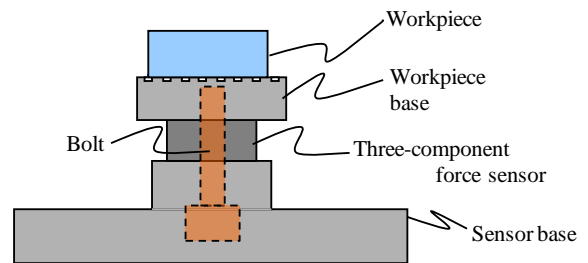 Workpiece
Workpiece
base
Bolt
Three-component
force sensor
Sensor base